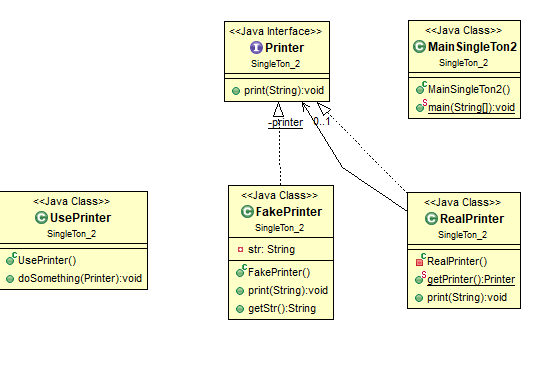 <<Java Interface>>
Printer
SingleTon_2
print(String):void
<<Java Class>>
MainSingleTon2
SingleTon_2
MainSingleTon2()
main(String[]):void
-printer
0..1
<<Java Class>>
UsePrinter
SingleTon_2
UsePrinter()
doSomething(Printer):void
<<Java Class>>
FakePrinter
SingleTon_2
str: String
FakePrinter()
print(String):void
getStr():String
<<Java Class>>
RealPrinter
SingleTon_2
RealPrinter()
getPrinter():Printer
print(String):void